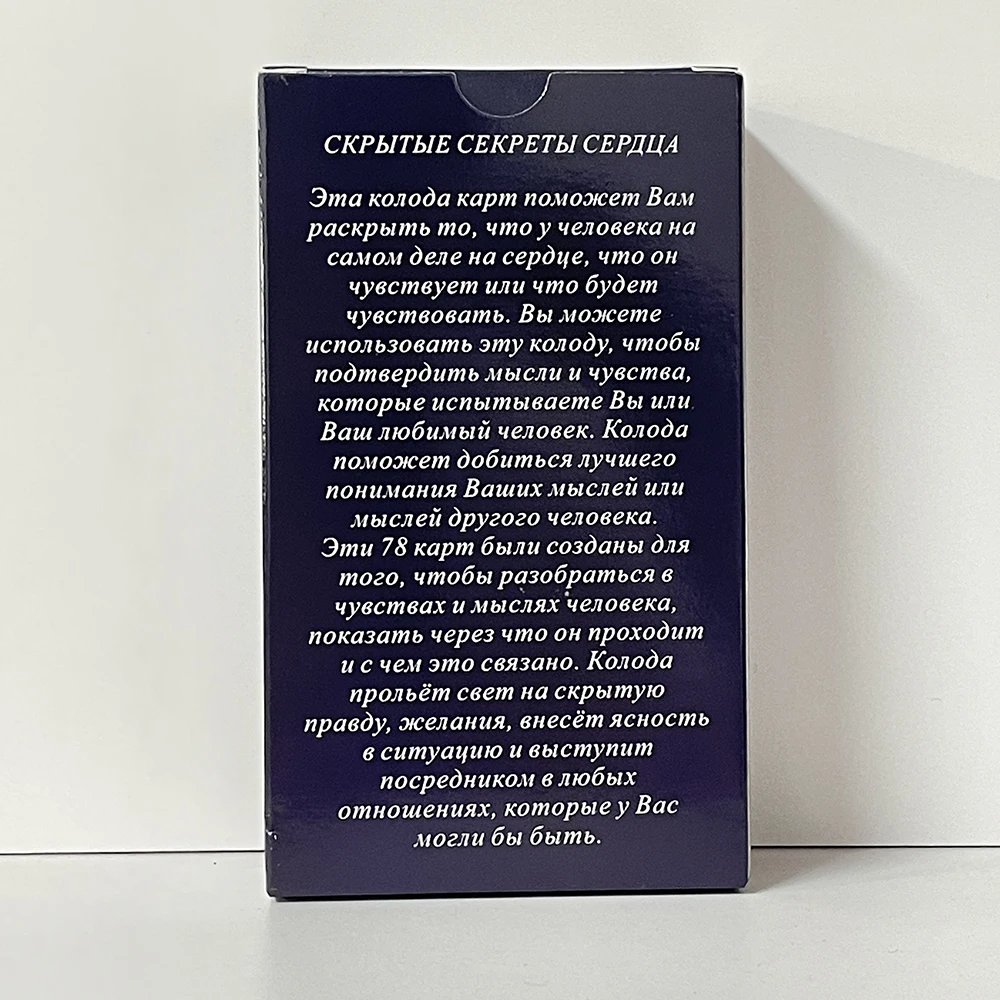 СКРЫТЫЕ СЕКРЕТЫ СЕРДЦА
Эта колода карт поможет Вам
раскрыть то, что у человека на
самом деле на сердце, что он
чувствует или что будет
чувствовать. Вы можете
использовать эту колоду, чтобы
подтвердить мысли и чувства,
которые испытываете Вы или
Ваш любимый человек. Колода
поможет добиться лучшего
понимания Ваших мыслей или
мыслей другого человека.
Эти 78 карт были созданы для
того, чтобы разобраться в
чувствах и мыслях человека,
показать через что он проходит
и с чем это связано. Колода
прольёт свет на скрытую
правду, желания, внесёт ясность
в ситуацию и выступит
посредником в любых
отношениях, которые у Вас
могли бы быть.